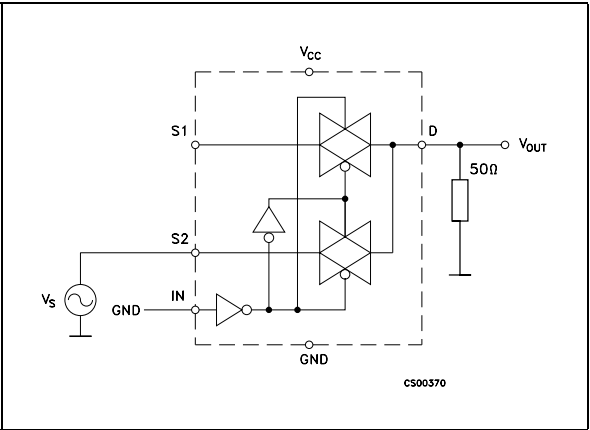 VCC
S1
D
VOUT
50Ω
S2
VS
IN
GND
GND
CS00370